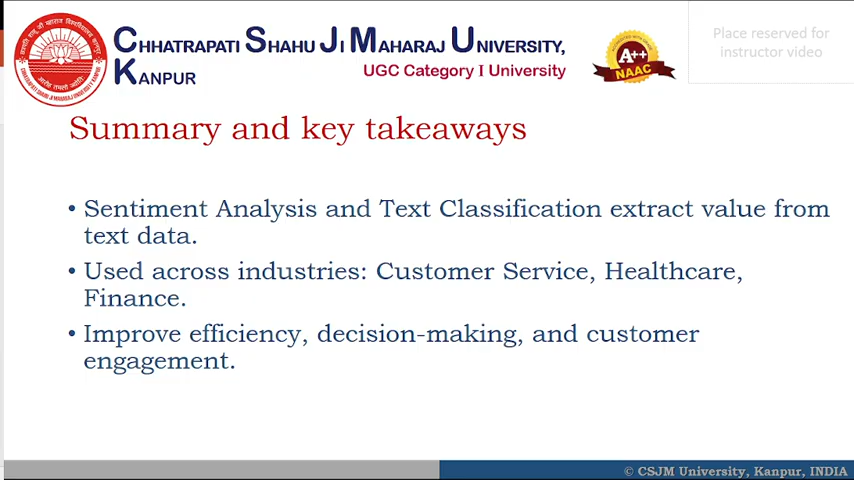 CHHATRAPATI SHAHU JI MAHARAJ UNIVERSITY,
KANPUR
UGC Category I University
A++
NAAC
Place reserved for
instructor video
Summary and key takeaways
• Sentiment Analysis and Text Classification extract value from
text data.
• Used across industries: Customer Service, Healthcare,
Finance.
• Improve efficiency, decision-making, and customer
engagement.
© CSJM University, Kanpur, INDIA